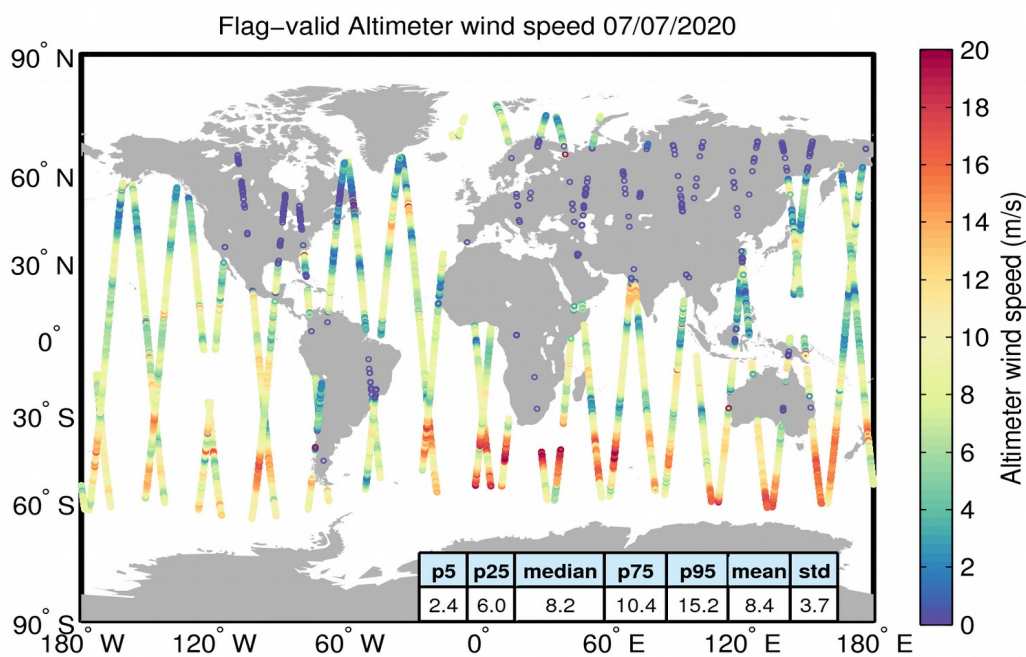 Flag−valid Altimeter wind speed 07/07/2020
90° N
60° N
30° N
0°
30° S
60° S
90° S
180° W
120° W
60° W
0°
60° E
120° E
180° E
p5 p25 median p75 p95 mean std
2.4 6.0 8.2 10.4 15.2 8.4 3.7
20
18
16
14
12
10
8
6
4
2
0
Altimeter wind speed (m/s)